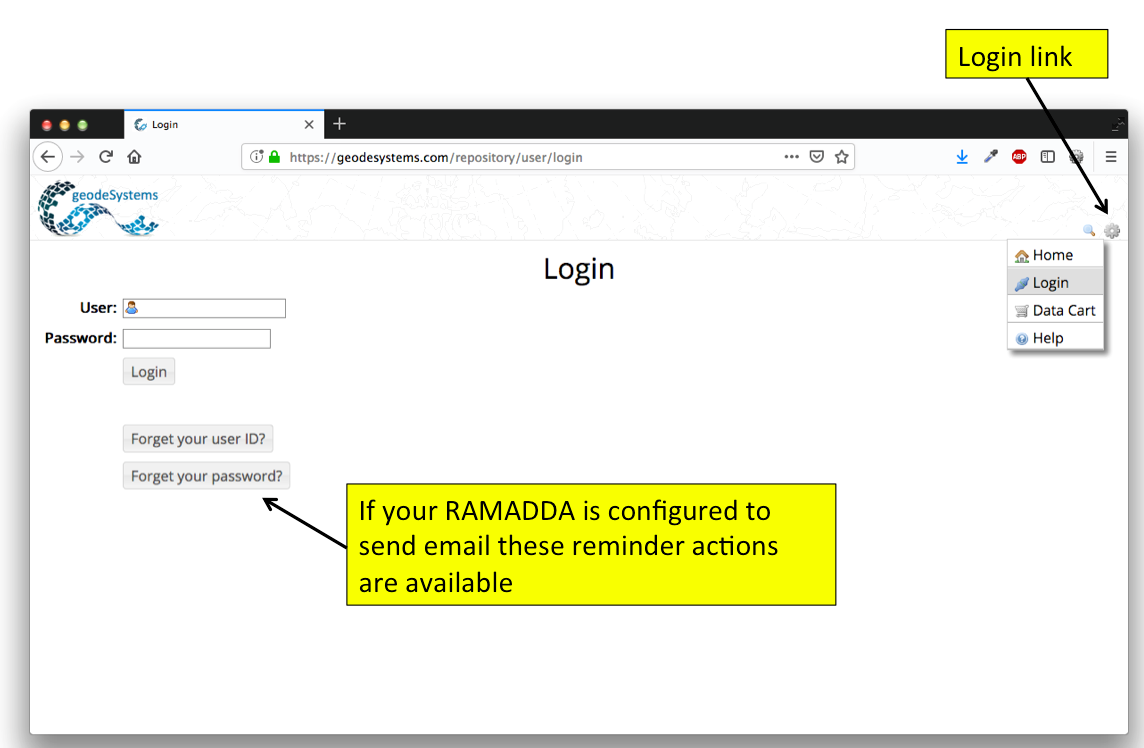 Login link
Login
https://geodesystems.com/repository/user/login
ABP
geodeSystems
Home
Login
Login
User:
Data Cart
Password:
Help
Login
Forget your user ID?
Forget your password?
If your RAMADDA is configured to
send email these reminder actions
are available